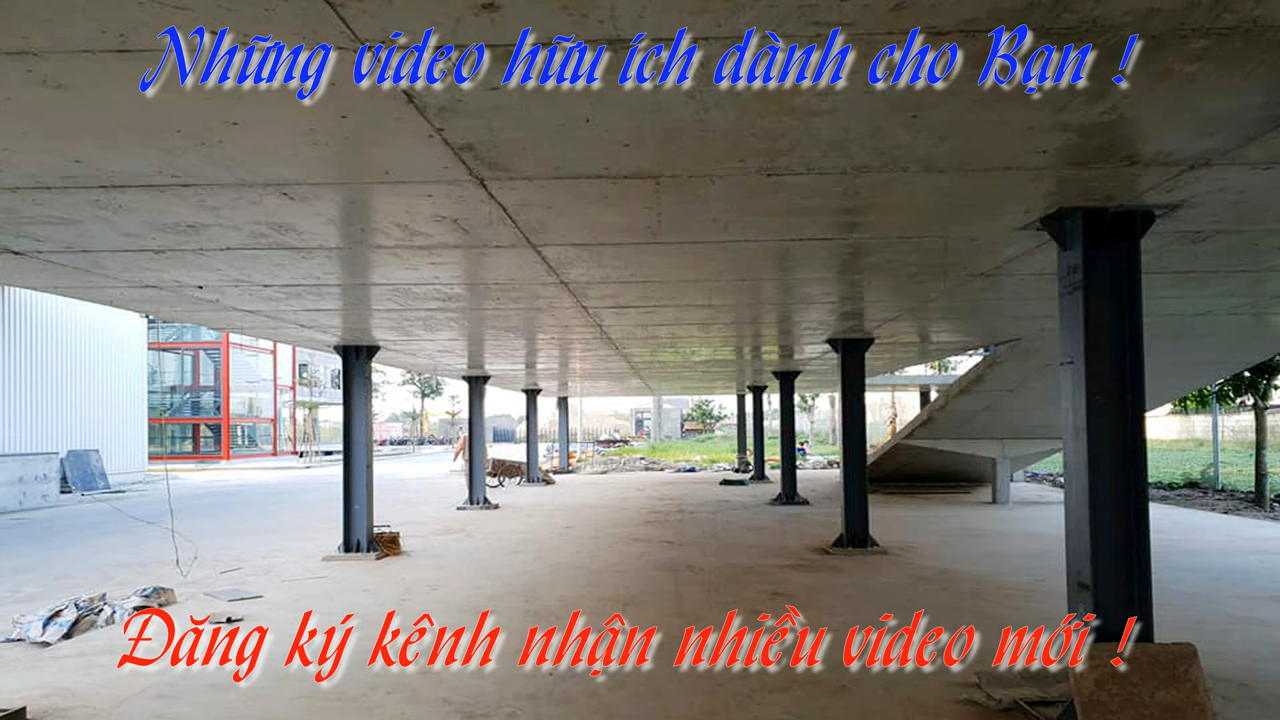 Những video hữu ích dành cho Bạn !
Đăng ký kênh nhận nhiều video mới !